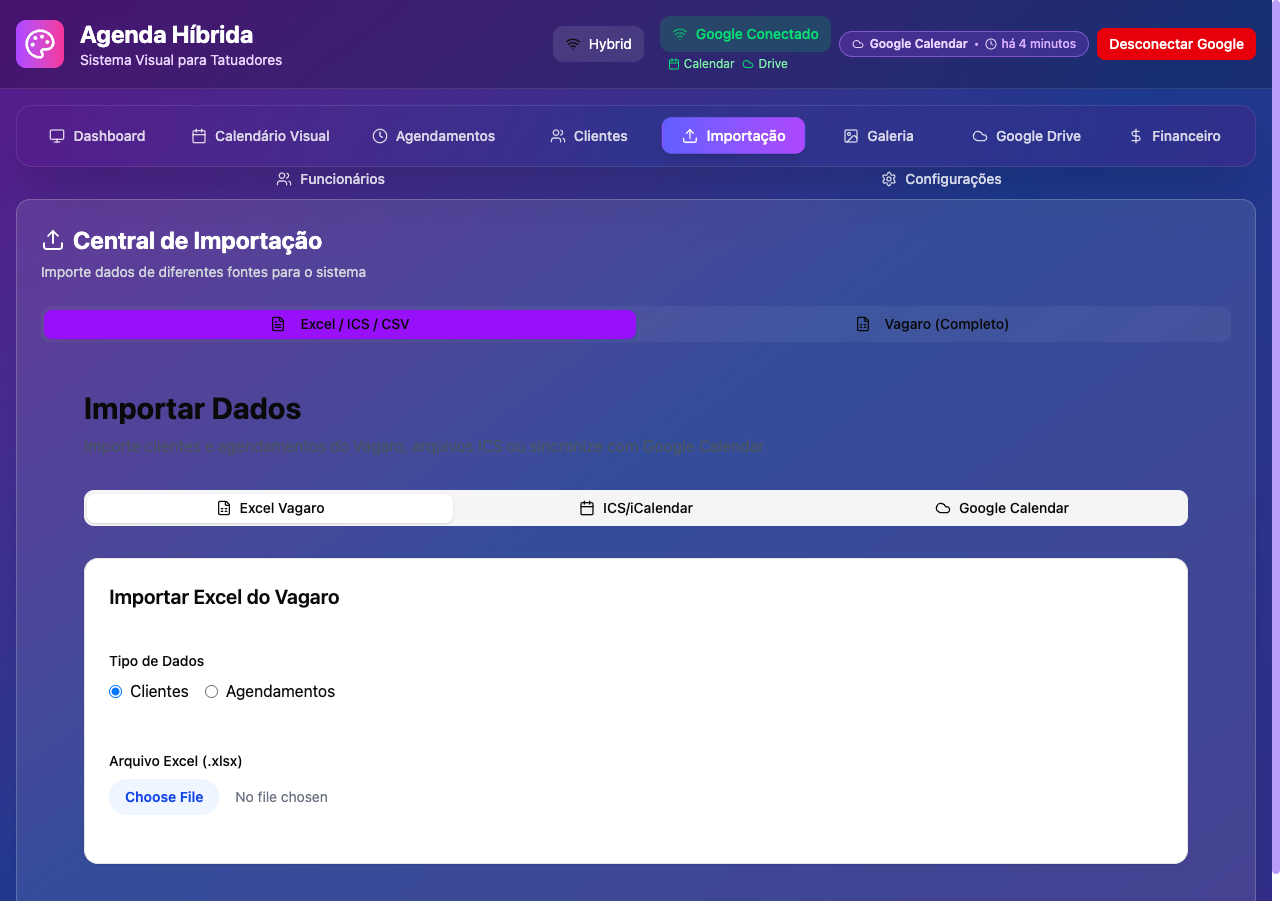 Agenda Híbrida
Sistema Visual para Tatuadores
Hybrid
Google Conectado
Calendar Drive
Google Calendar • há 4 minutos
Desconectar Google
Dashboard
Calendário Visual
Agendamentos
Clientes
Importação
Galeria
Google Drive
Financeiro
Funcionários
Configurações
Central de Importação
Importe dados de diferentes fontes para o sistema
Excel / ICS / CSV
Vagaro (Completo)
Importar Dados
Importe clientes e agendamentos do Vagaro, arquivos ICS ou sincronize com Google Calendar
Excel Vagaro
ICS/iCalendar
Google Calendar
Importar Excel do Vagaro
Tipo de Dados
Clientes Agendamentos
Arquivo Excel (.xlsx)
Choose File No file chosen